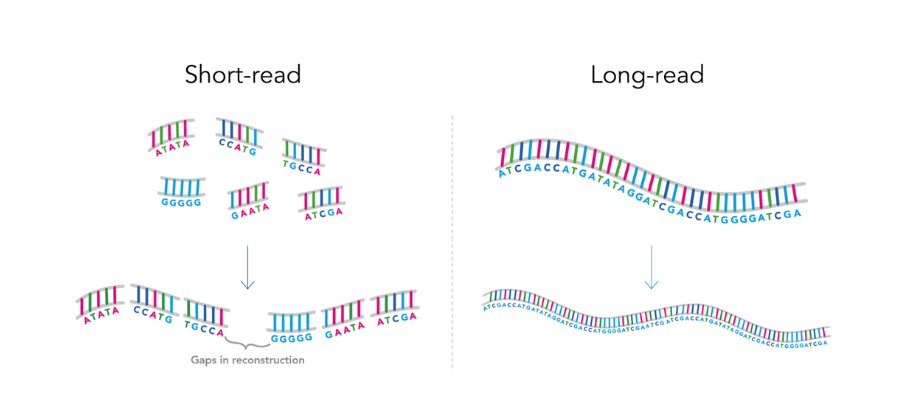 Short-read
Long-read
ATATA
CCATG
TGCCA
GGGGG
GAATA
ATCGA
ATCGACCATGATATAGGATCGACCATGGGGATCGA
ATATA
CCATG
TGCCA
GGGGG
GAATA
ATCGA
Gaps in reconstruction